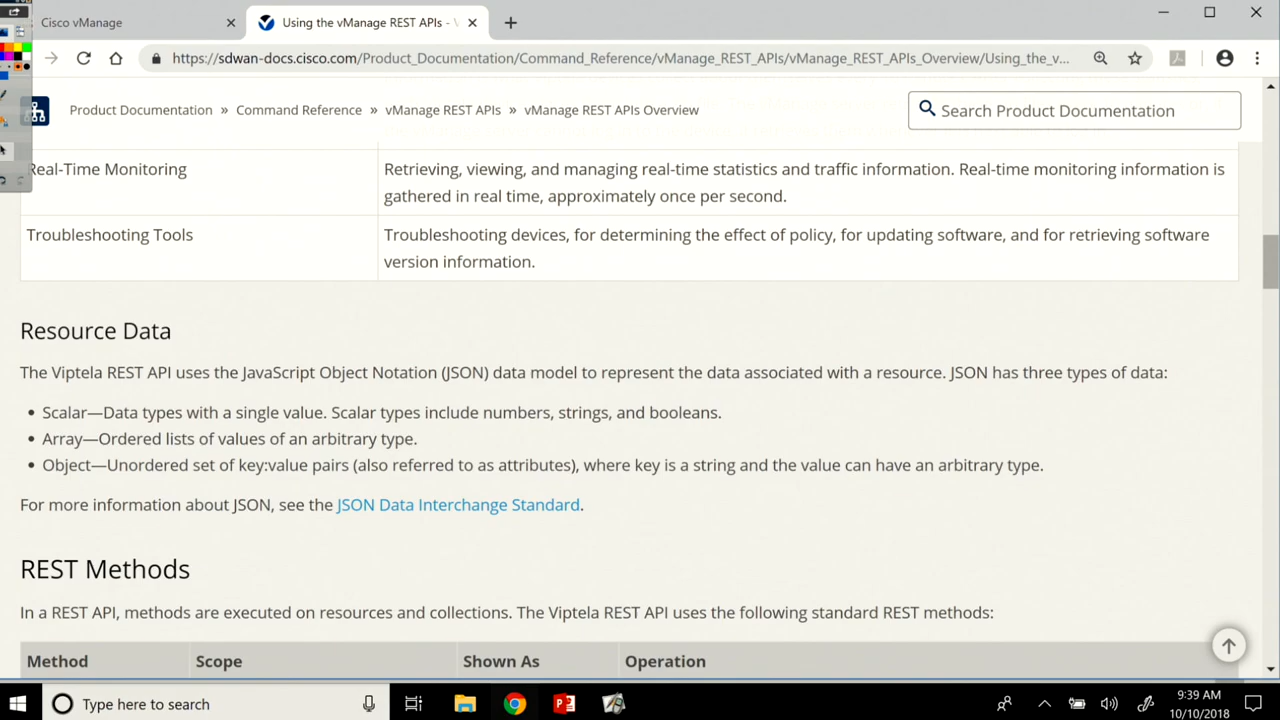 Cisco vManage
Using the vManage REST APIs - V
https://sdwan-docs.cisco.com/Product_Documentation/Command_Reference/vManage_REST_APIs/vManage_REST_APIs_Overview/Using_the_v...
Product Documentation » Command Reference » vManage REST APIs » vManage REST APIs Overview
Search Product Documentation
Real-Time Monitoring
Retrieving, viewing, and managing real-time statistics and traffic information. Real-time monitoring information is
gathered in real time, approximately once per second.
Troubleshooting Tools
Troubleshooting devices, for determining the effect of policy, for updating software, and for retrieving software
version information.
Resource Data
The Viptela REST API uses the JavaScript Object Notation (JSON) data model to represent the data associated with a resource. JSON has three types of data:
• Scalar—Data types with a single value. Scalar types include numbers, strings, and booleans.
• Array—Ordered lists of values of an arbitrary type.
• Object—Unordered set of key:value pairs (also referred to as attributes), where key is a string and the value can have an arbitrary type.
For more information about JSON, see the JSON Data Interchange Standard.
REST Methods
In a REST API, methods are executed on resources and collections. The Viptela REST API uses the following standard REST methods:
Method Scope Shown As Operation
Type here to search
9:39 AM
10/10/2018